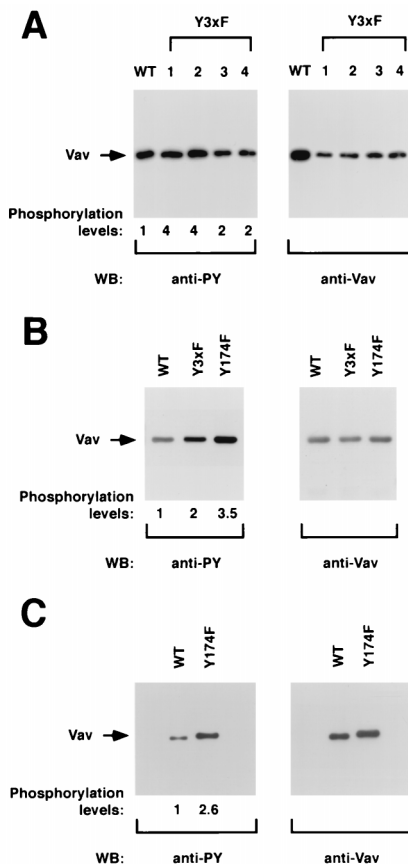 A
Y3xF Y3xF
WT 1 2 3 4 WT 1 2 3 4
Vav
Phosphorylation
levels: 1 4 4 2 2
WB: anti-PY anti-Vav
B
WT Y3xF Y174F WT Y3xF Y174F
Vav
Phosphorylation
levels: 1 2 3.5
WB: anti-PY anti-Vav
C
WT Y174F WT Y174F
Vav
Phosphorylation
levels: 1 2.6
WB: anti-PY anti-Vav